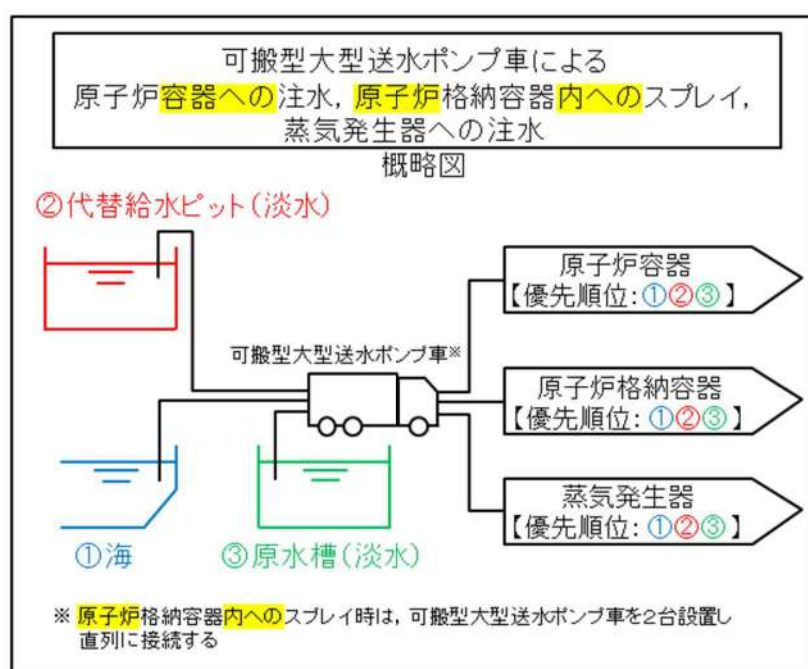 可搬型大型送水ポンプ車による
原子炉容器への注水，原子炉格納容器内へのスプレイ，
蒸気発生器への注水
概略図
②代替給水ピット(淡水)
原子炉容器
【優先順位:①②③】
可搬型大型送水ポンプ車※
原子炉格納容器
【優先順位:①②③】
蒸気発生器
【優先順位:①②③】
①海
③原水槽(淡水)
※ 原子炉格納容器内へのスプレイ時は，可搬型大型送水ポンプ車を2台設置し
直列に接続する